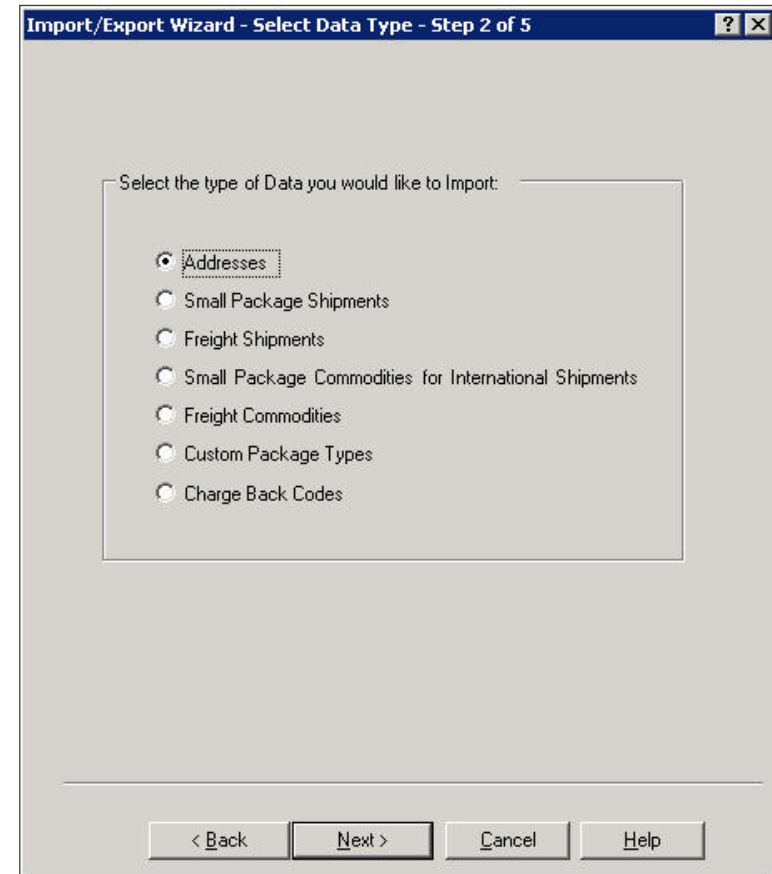 Import/Export Wizard - Select Data Type - Step 2 of 5
Select the type of Data you would like to Import:
Addresses
Small Package Shipments
Freight Shipments
Small Package Commodities for International Shipments
Freight Commodities
Custom Package Types
Charge Back Codes
< Back Next > Cancel Help